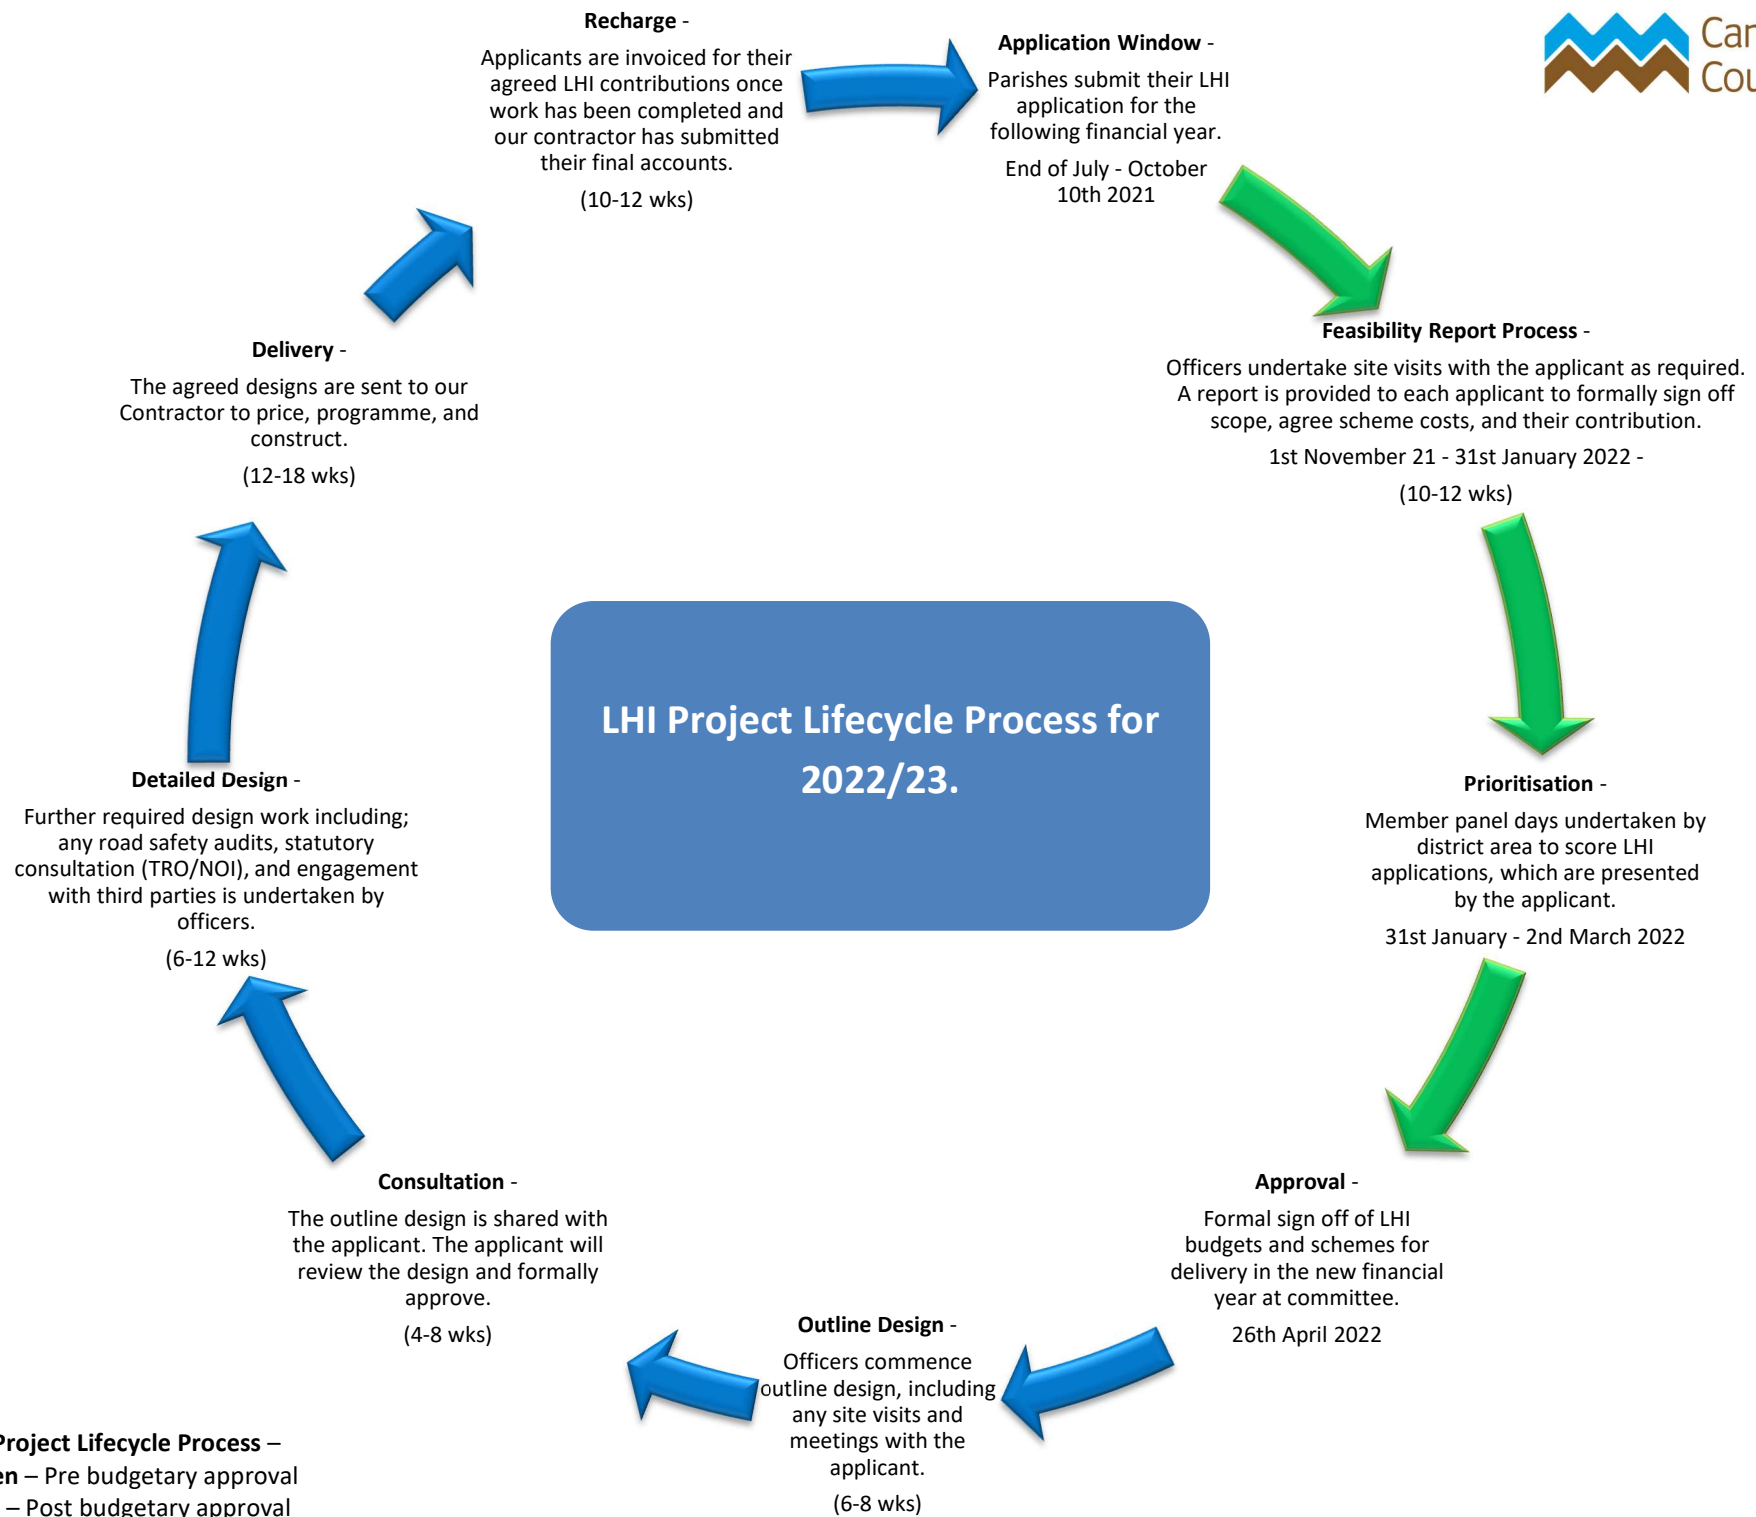 Recharge -
Applicants are invoiced for their
agreed LHI contributions once
work has been completed and
our contractor has submitted
their final accounts.
(10-12 wks)
Application Window -
Parishes submit their LHI
application for the
following financial year.
End of July - October
10th 2021
Feasibility Report Process -
Officers undertake site visits with the applicant as required.
A report is provided to each applicant to formally sign off
scope, agree scheme costs, and their contribution.
1st November 21 - 31st January 2022 -
(10-12 wks)
Prioritisation -
Member panel days undertaken by
district area to score LHI
applications, which are presented
by the applicant.
31st January - 2nd March 2022
Approval -
Formal sign off of LHI
budgets and schemes for
delivery in the new financial
year at committee.
26th April 2022
Outline Design -
Officers commence
outline design, including
any site visits and
meetings with the
applicant.
(6-8 wks)
Consultation -
The outline design is shared with
the applicant. The applicant will
review the design and formally
approve.
(4-8 wks)
Detailed Design -
Further required design work including;
any road safety audits, statutory
consultation (TRO/NOI), and engagement
with third parties is undertaken by
officers.
(6-12 wks)
Delivery -
The agreed designs are sent to our
Contractor to price, programme, and
construct.
(12-18 wks)
LHI Project Lifecycle Process for
2022/23.
Project Lifecycle Process –
– Pre budgetary approval
– Post budgetary approval